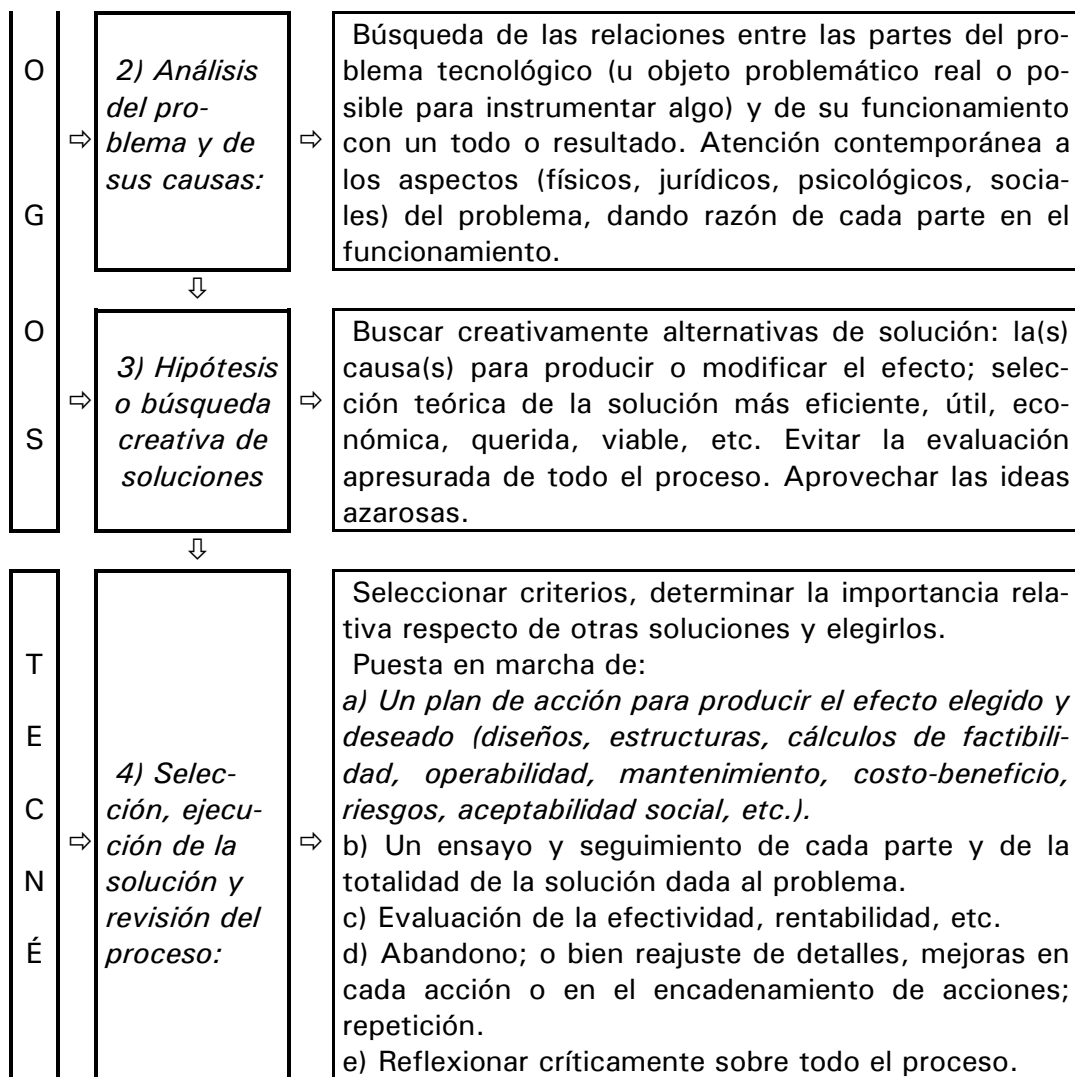 O
G
O
S
2) Análisis
del pro-
blema y de
sus causas:
Búsqueda de las relaciones entre las partes del pro-
blema tecnológico (u objeto problemático real o po-
sible para instrumentar algo) y de su funcionamiento
con un todo o resultado. Atención contemporánea a
los aspectos (físicos, jurídicos, psicológicos, socia-
les) del problema, dando razón de cada parte en el
funcionamiento.
3) Hipótesis
o búsqueda
creativa de
soluciones
Buscar creativamente alternativas de solución: la(s)
causa(s) para producir o modificar el efecto; selec-
ción teórica de la solución más eficiente, útil, eco-
nómica, querida, viable, etc. Evitar la evaluación
apresurada de todo el proceso. Aprovechar las ideas
azarosas.
T
E
C
N
É
4) Selec-
ción, ejecu-
ción de la
solución y
revisión del
proceso:
Seleccionar criterios, determinar la importancia rela-
tiva respecto de otras soluciones y elegirlos.
Puesta en marcha de:
a) Un plan de acción para producir el efecto elegido y
deseado (diseños, estructuras, cálculos de factibili-
dad, operabilidad, mantenimiento, costo-beneficio,
riesgos, aceptabilidad social, etc.).
b) Un ensayo y seguimiento de cada parte y de la
totalidad de la solución dada al problema.
c) Evaluación de la efectividad, rentabilidad, etc.
d) Abandono; o bien reajuste de detalles, mejoras en
cada acción o en el encadenamiento de acciones;
repetición.
e) Reflexionar críticamente sobre todo el proceso.